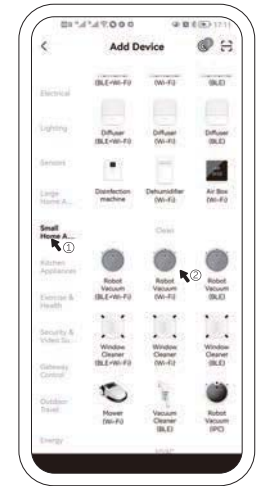 17:11
Add Device
(BLE+Wi-Fi)
(Wi-Fi)
(BLE)
Electrical
Lighting
Diffuser
(BLE+Wi-Fi)
Diffuser
(Wi-Fi)
Diffuser
(BLE)
Sensors
Large
Home A...
Disinfection
machine
Dehumidifier
(Wi-Fi)
Air Box
(Wi-Fi)
Small
Home A...
①
Clean
Kitchen
Appliances
Robot
Vacuum
(BLE+Wi-Fi)
Robot
Vacuum
(Wi-Fi)
②
Robot
Vacuum
(BLE)
Exercise &
Health
Security &
Video Su...
Window
Cleaner
(BLE+Wi-Fi)
Window
Cleaner
(Wi-Fi)
Window
Cleaner
(BLE)
Gateway
Control
Outdoor
Travel
Mower
(Wi-Fi)
Vacuum
Cleaner
(BLE)
Robot
Vacuum
(IPC)
Energy